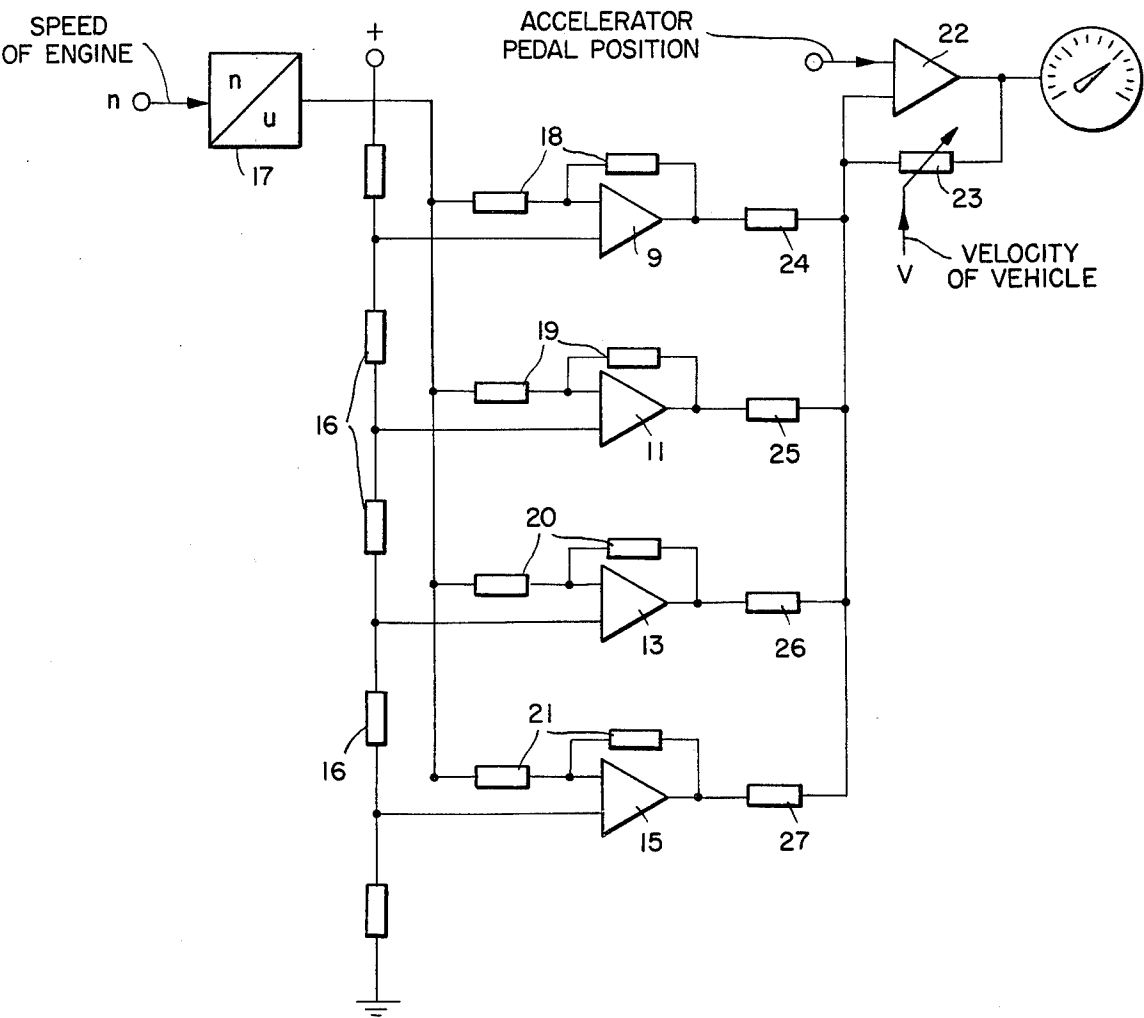 SPEED
OF ENGINE
n
n
u
17
+
ACCELERATOR
PEDAL POSITION
22
23
V
VELOCITY
OF VEHICLE
18
9
24
19
11
25
16
20
13
26
16
21
15
27